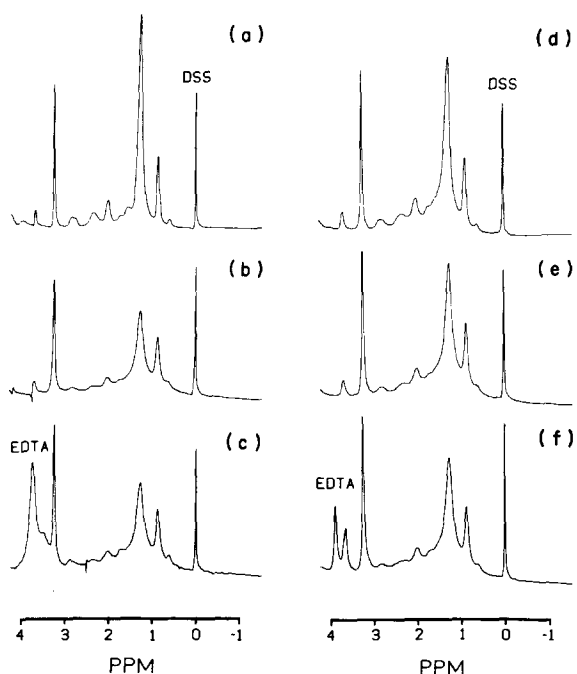 (a)
DSS
(b)
EDTA
(c)
4 3 2 1 0 -1
PPM
(d)
DSS
(e)
EDTA
(f)
4 3 2 1 0 -1
PPM